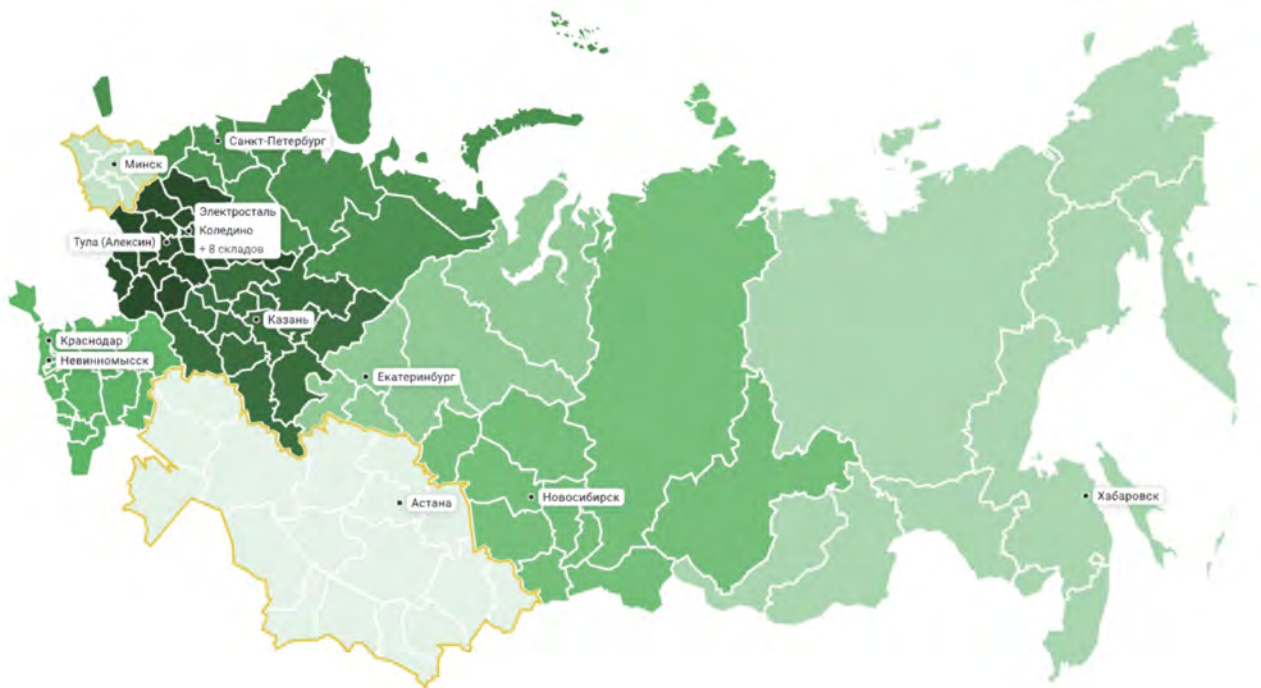 Санкт-Петербург
Минск
Электросталь
Коледино
+ 8 складов
Тула (Алексин)
Казань
Краснодар
Невинномысск
Екатеринбург
Астана
Новосибирск
Хабаровск